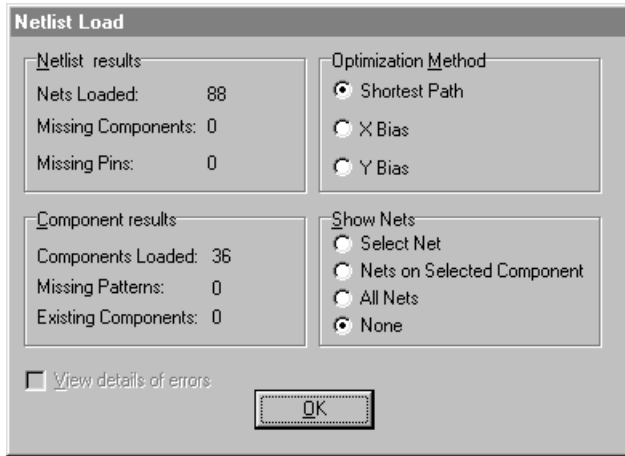 Netlist Load
Netlist results
Nets Loaded: 88
Missing Components: 0
Missing Pins: 0
Optimization Method
Shortest Path
X Bias
Y Bias
Component results
Components Loaded: 36
Missing Patterns: 0
Existing Components: 0
Show Nets
Select Net
Nets on Selected Component
All Nets
None
View details of errors
OK